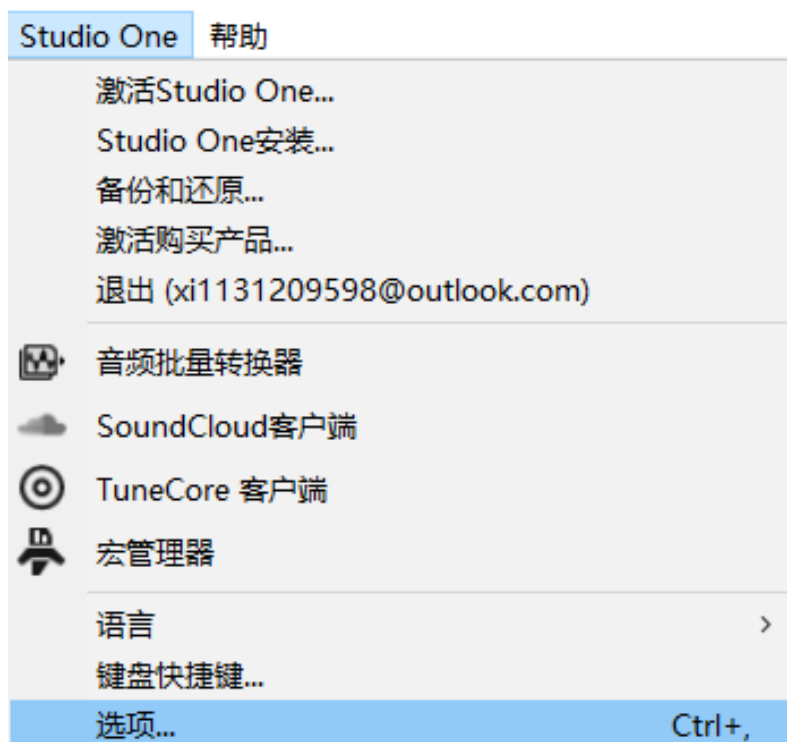 Studio One 帮助
激活Studio One...
Studio One安装...
备份和还原...
激活购买产品...
退出 (xi1131209598@outlook.com)
音频批量转换器
SoundCloud客户端
TuneCore 客户端
宏管理器
语言 >
键盘快捷键...
选项... Ctrl+,